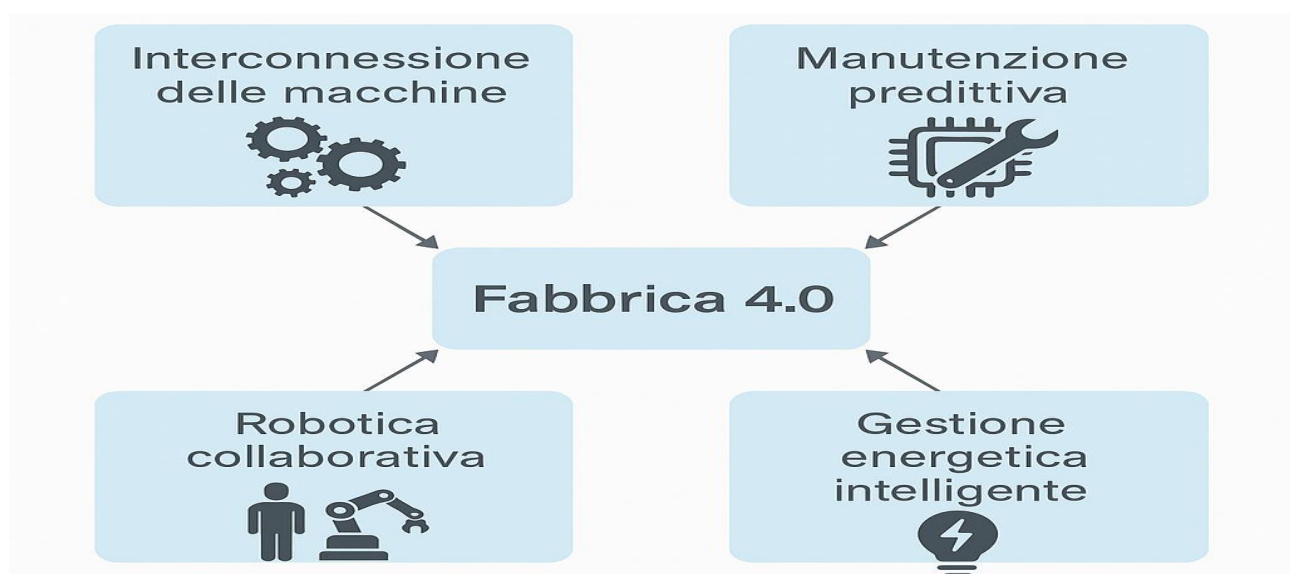 Interconnessione
delle macchine
Manutenzione
predittiva
Fabbrica 4.0
Robotica
collaborativa
Gestione
energetica
intelligente